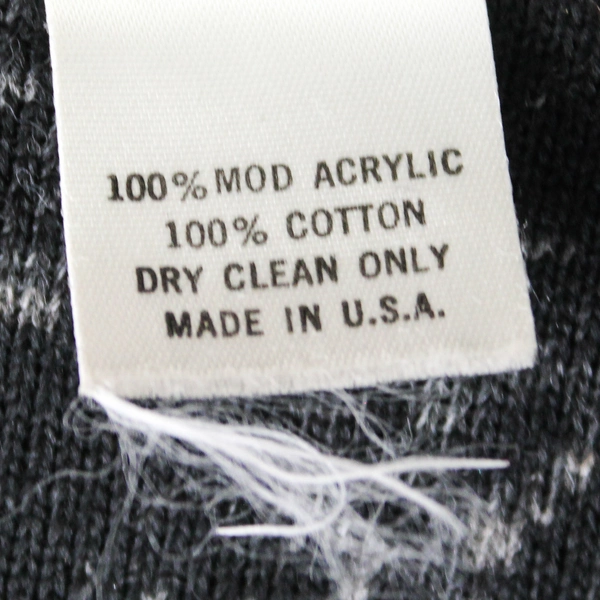 100% MOD ACRYLIC
100% COTTON
DRY CLEAN ONLY
MADE IN U.S.A.